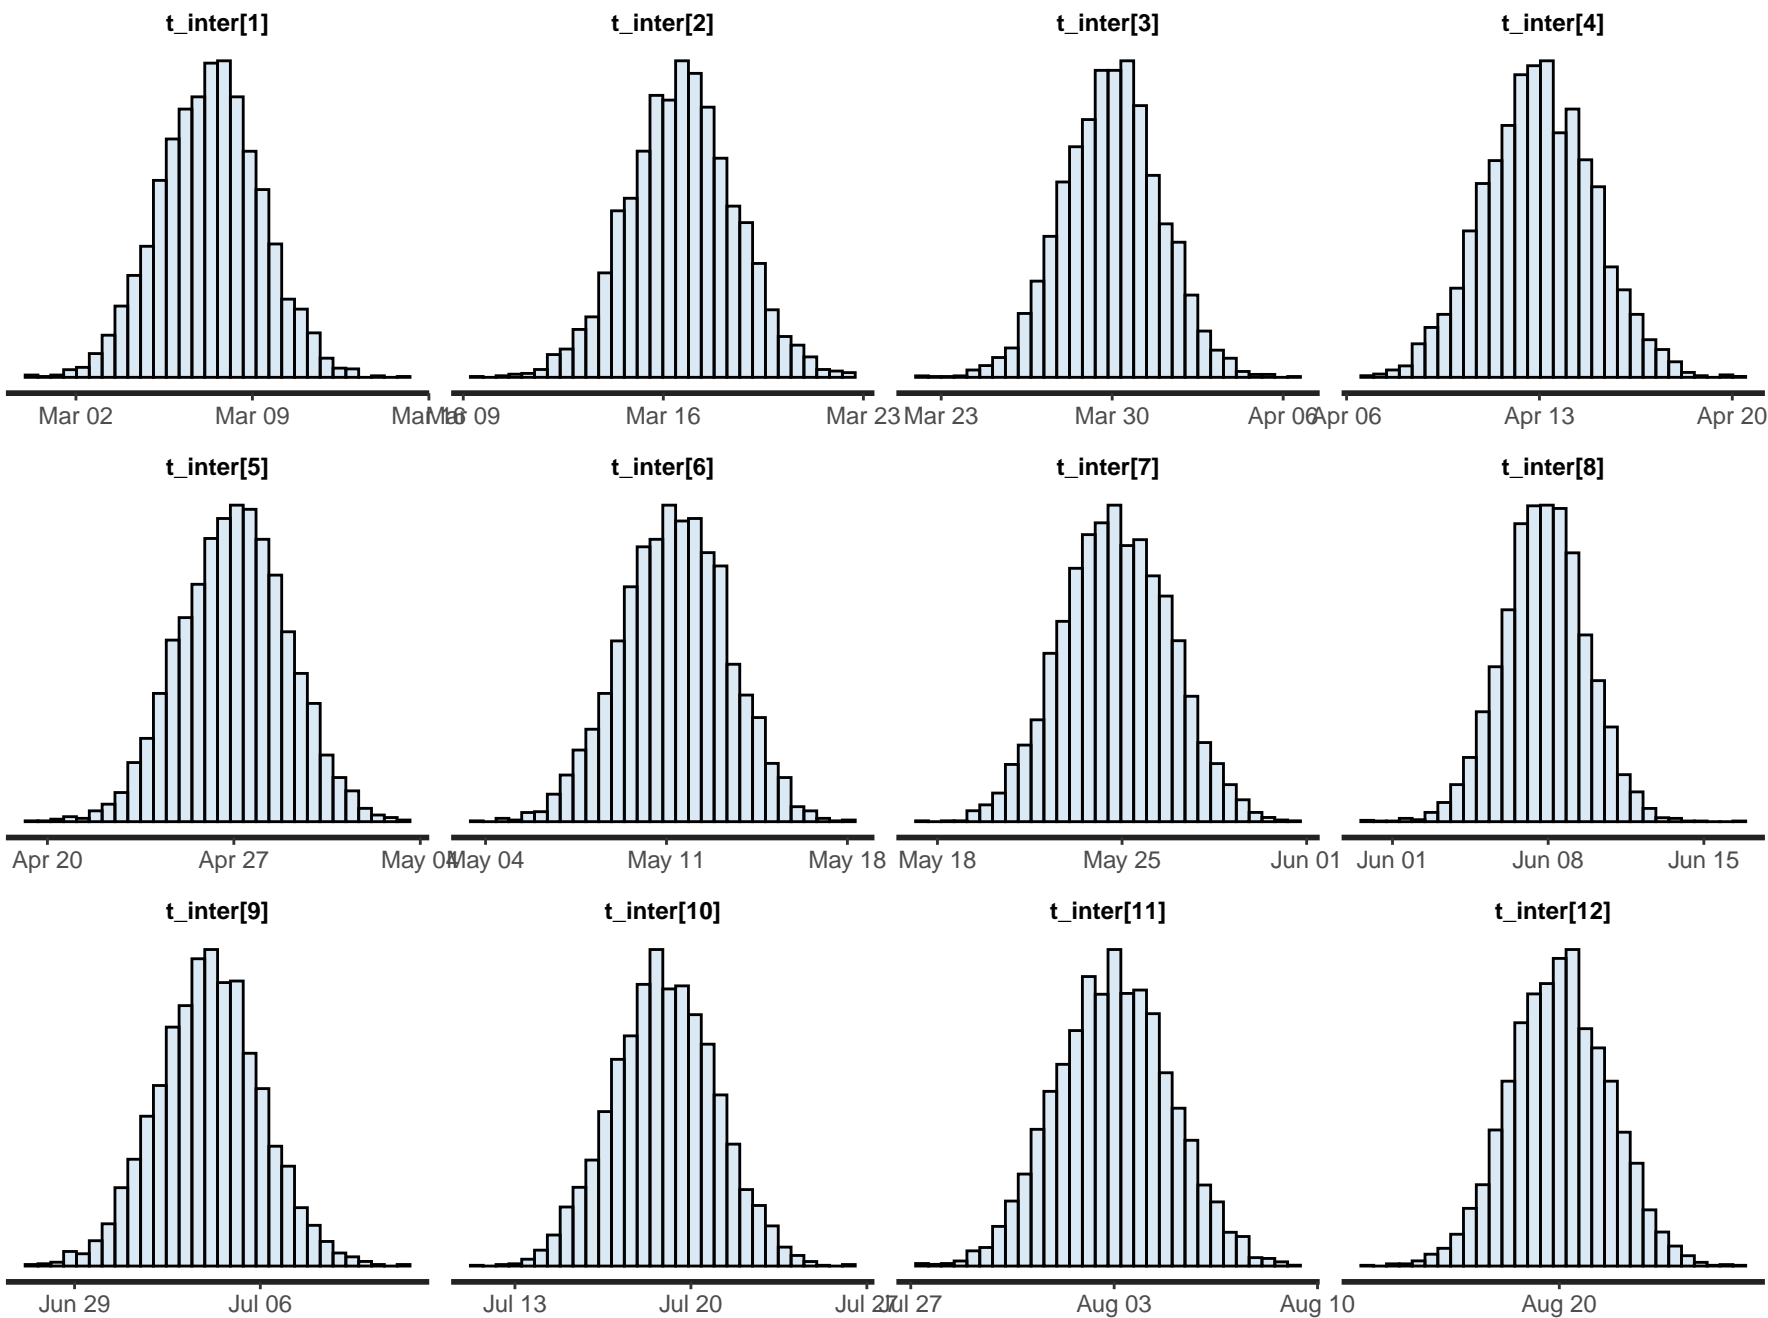 t_inter[1] t_inter[2] t_inter[3] t_inter[4]
Mar 02 Mar 09 Mar 16 Mar 09 Mar 16 Mar 23 Mar 23 Mar 30 Apr 06 Apr 06 Apr 13 Apr 20
t_inter[5] t_inter[6] t_inter[7] t_inter[8]
Apr 20 Apr 27 May 04 May 04 May 11 May 18 May 18 May 25 Jun 01 Jun 01 Jun 08 Jun 15
t_inter[9] t_inter[10] t_inter[11] t_inter[12]
Jun 29 Jul 06 Jul 13 Jul 20 Jul 27 Jul 27 Aug 03 Aug 10 Aug 20